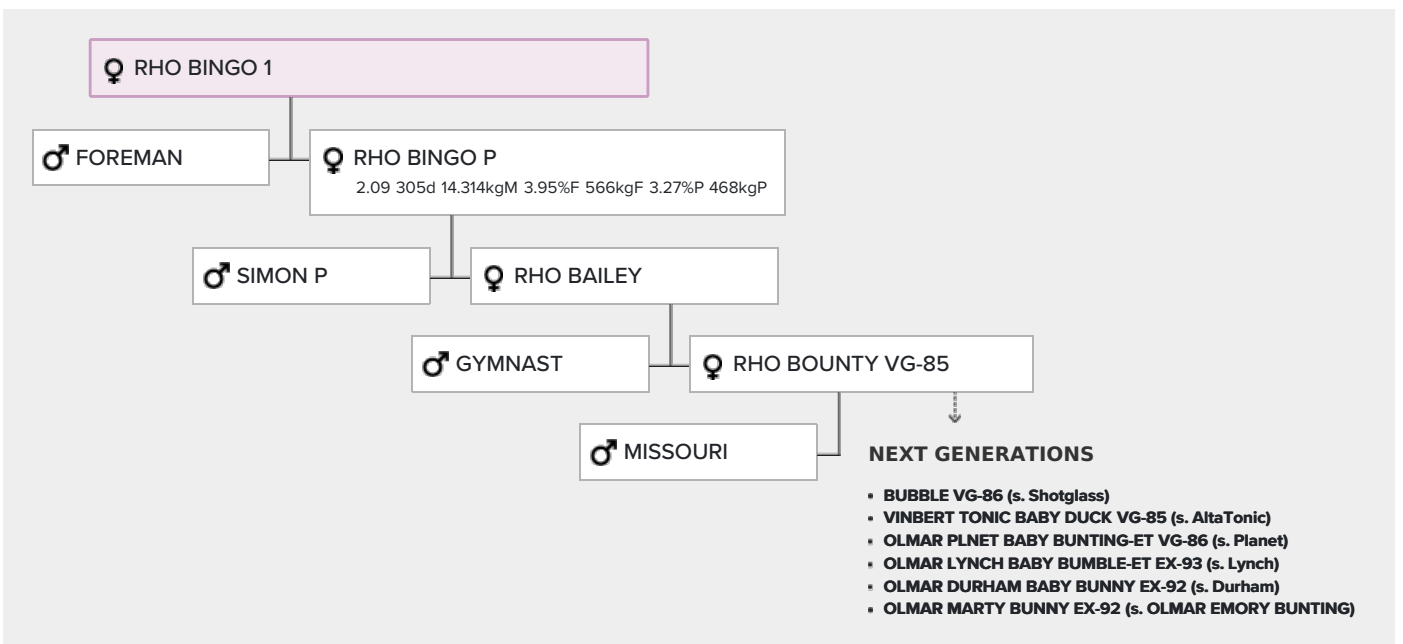 RHO BINGO 1
FOREMAN
RHO BINGO P
2.09 305d 14.314kgM 3.95%F 566kgF 3.27%P 468kgP
SIMON P
RHO BAILEY
GYMNAST
RHO BOUNTY VG-85
MISSOURI
NEXT GENERATIONS
BUBBLE VG-86 (s. Shotglass)
VINBERT TONIC BABY DUCK VG-85 (s. AltaTonic)
OLMAR PLNET BABY BUNTING-ET VG-86 (s. Planet)
OLMAR LYNCH BABY BUMBLE-ET EX-93 (s. Lynch)
OLMAR DURHAM BABY BUNNY EX-92 (s. Durham)
OLMAR MARTY BUNNY EX-92 (s. OLMAR EMORY BUNTING)